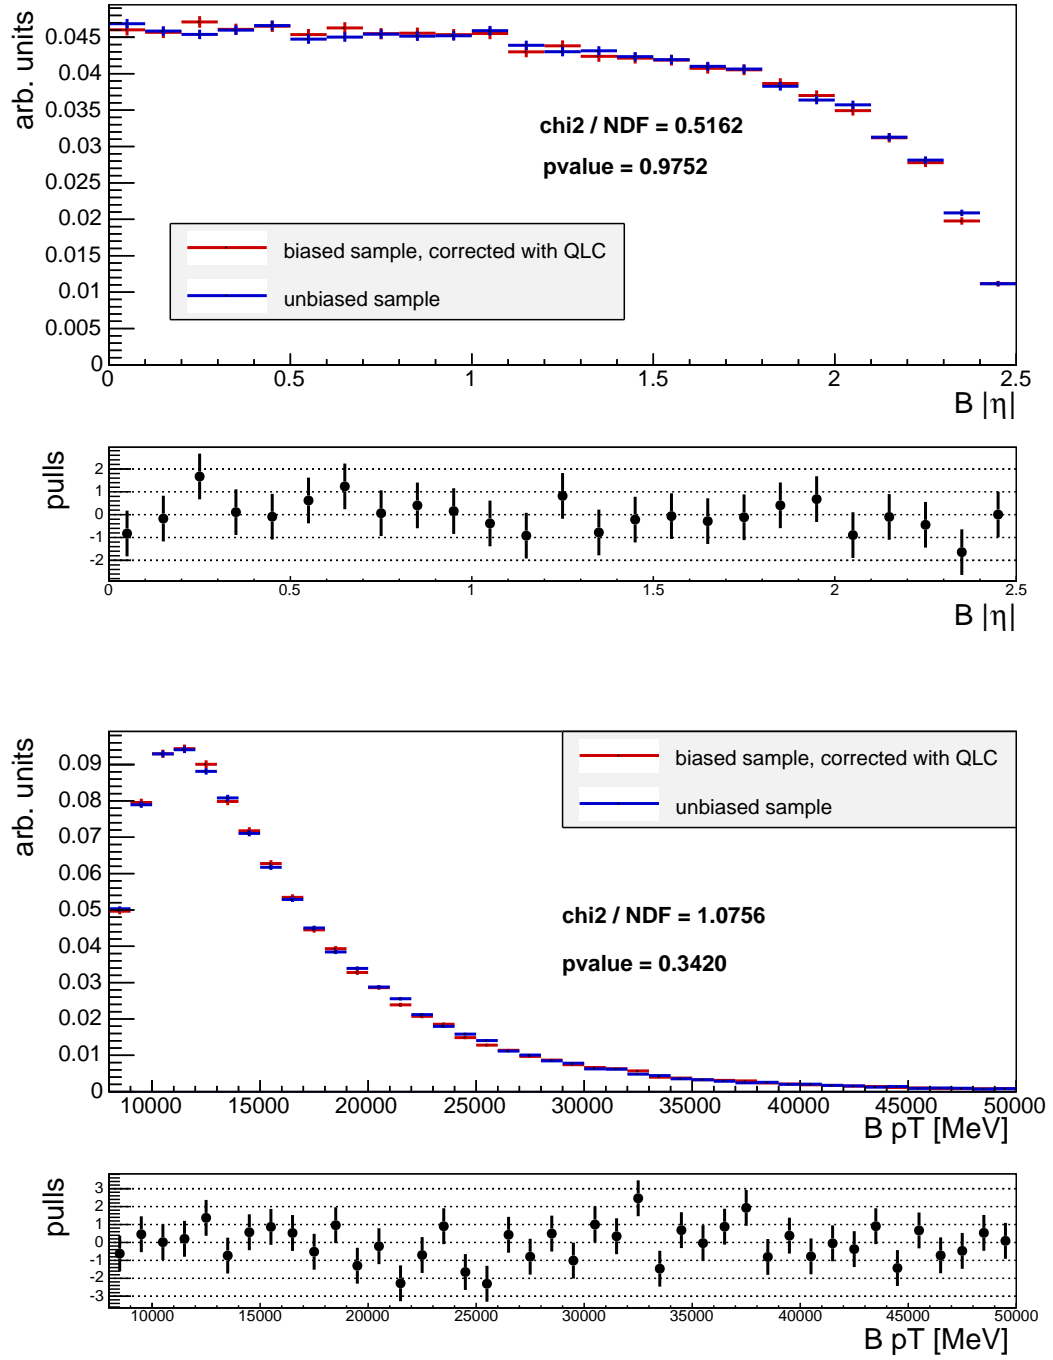 arb. units
0.045
0.04
0.035
0.03
0.025
0.02
0.015
0.01
0.005
0
chi2 / NDF = 0.5162
pvalue = 0.9752
biased sample, corrected with QLC
unbiased sample
0 0.5 1 1.5 2 2.5
B |η|
pulls
2
1
0
-1
-2
0 0.5 1 1.5 2 2.5
B |η|
arb. units
0.09
0.08
0.07
0.06
0.05
0.04
0.03
0.02
0.01
0
biased sample, corrected with QLC
unbiased sample
chi2 / NDF = 1.0756
pvalue = 0.3420
10000 15000 20000 25000 30000 35000 40000 45000 50000
B pT [MeV]
pulls
3
2
1
0
-1
-2
-3
10000 15000 20000 25000 30000 35000 40000 45000 50000
B pT [MeV]